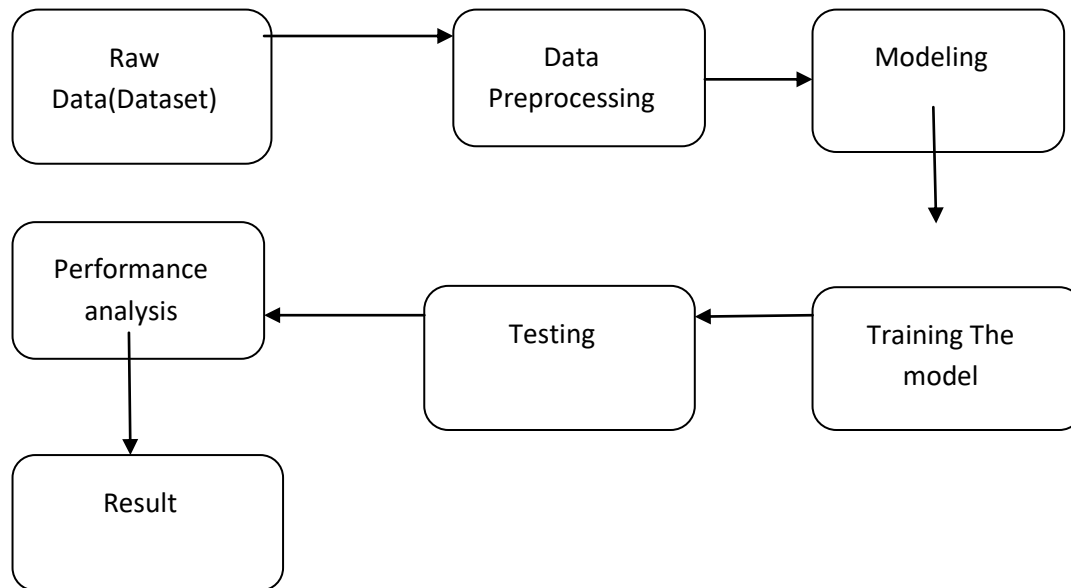 Raw
Data(Dataset)
Data
Preprocessing
Modeling
Performance
analysis
Testing
Training The
model
Result